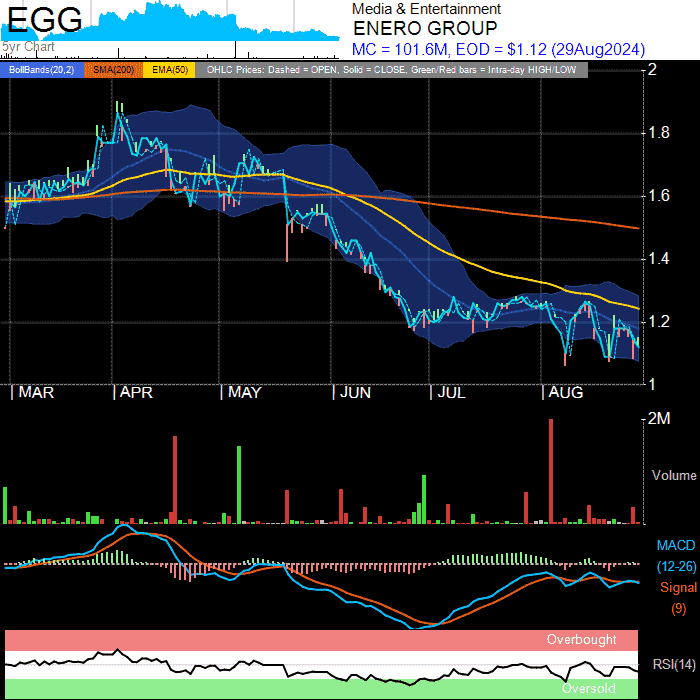 EGG
5yr Chart
Media & Entertainment
ENERO GROUP
MC = 101.6M, EOD = $1.12 (29Aug2024)
BollBands(20,2) SMA(200) EMA(50) OHLC Prices: Dashed = OPEN, Solid = CLOSE, Green/Red bars = Intra-day HIGH/LOW
2
1.8
1.6
1.4
1.2
1
MAR APR MAY JUN JUL AUG
2M
Volume
MACD
(12-26)
Signal
(9)
Overbought
RSI(14)
Oversold